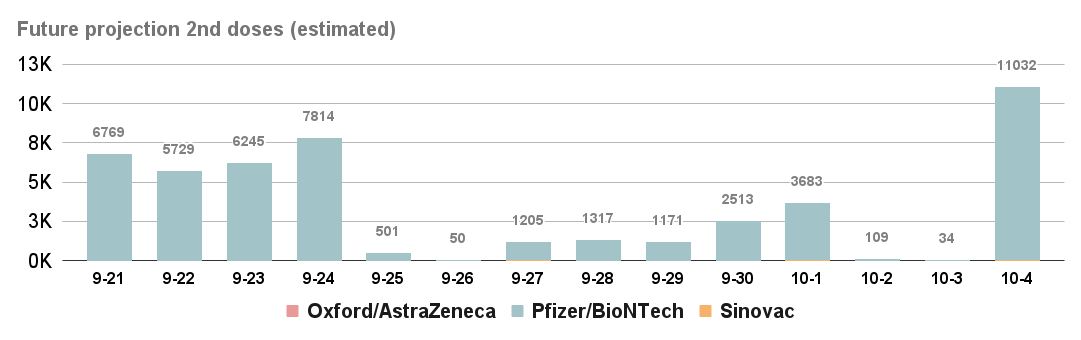 Future projection 2nd doses (estimated)
13K
10K
8K
5K
3K
0K
6769
5729
6245
7814
501
50
1205
1317
1171
2513
3683
109
34
11032
9-21 9-22 9-23 9-24 9-25 9-26 9-27 9-28 9-29 9-30 10-1 10-2 10-3 10-4
Oxford/AstraZeneca Pfizer/BioNTech Sinovac